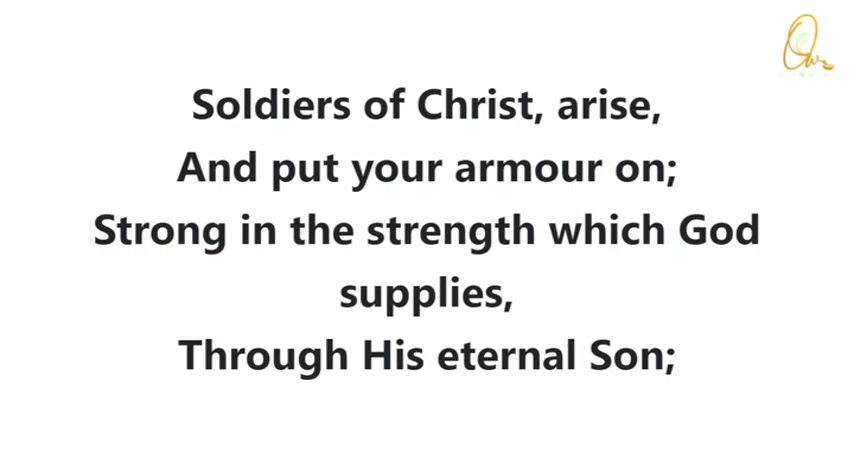 Soldiers of Christ, arise,
And put your armour on;
Strong in the strength which God
supplies,
Through His eternal Son;